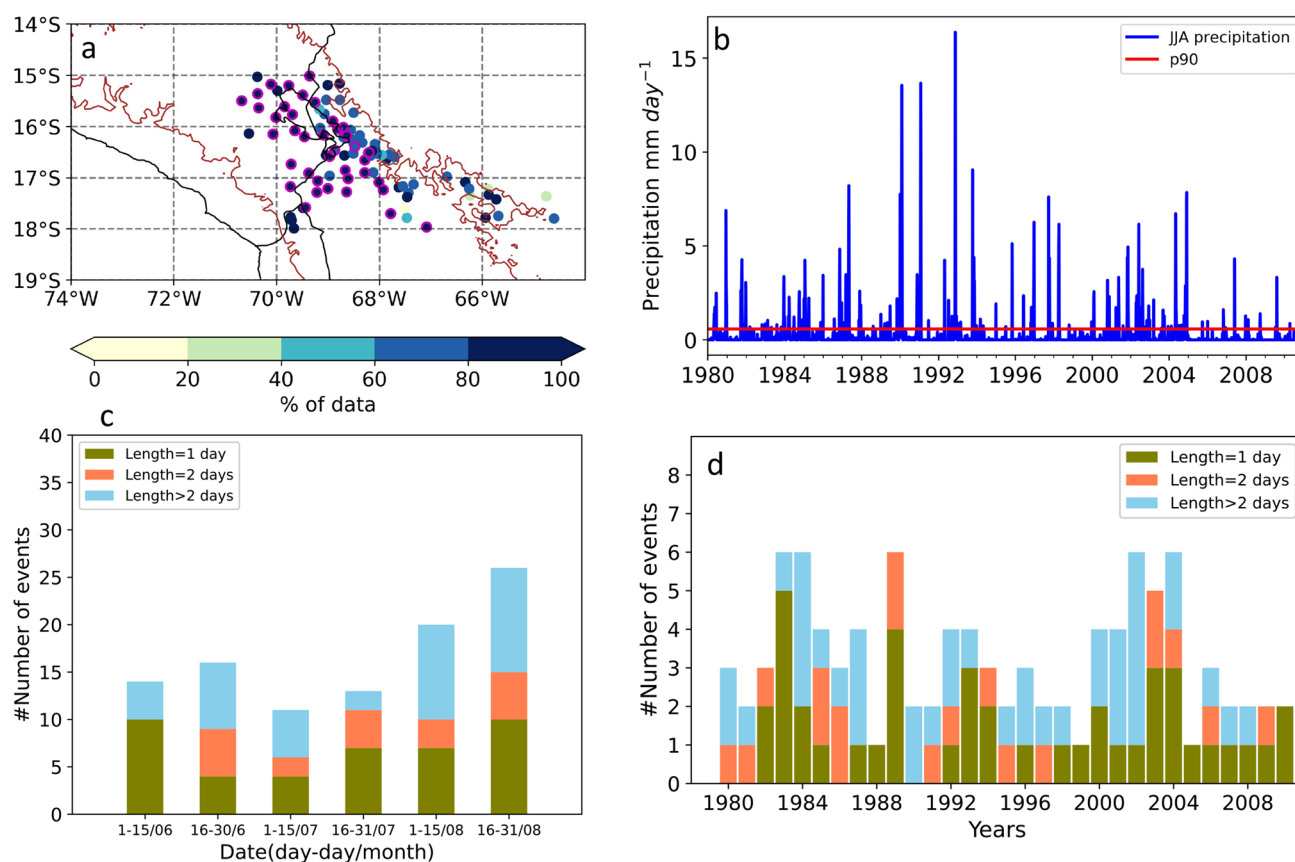 a
14°S
15°S
16°S
17°S
18°S
19°S
74°W 72°W 70°W 68°W 66°W
0 20 40 60 80 100
% of data
b
JJA precipitation
p90
Precipitation mm day⁻¹
15
10
5
0
1980 1984 1988 1992 1996 2000 2004 2008
c
Length=1 day
Length=2 days
Length>2 days
#Number of events
40
35
30
25
20
15
10
5
0
1-15/06 16-30/6 1-15/07 16-31/07 1-15/08 16-31/08
Date(day-day/month)
d
Length=1 day
Length=2 days
Length>2 days
#Number of events
8
7
6
5
4
3
2
1
0
1980 1984 1988 1992 1996 2000 2004 2008
Years